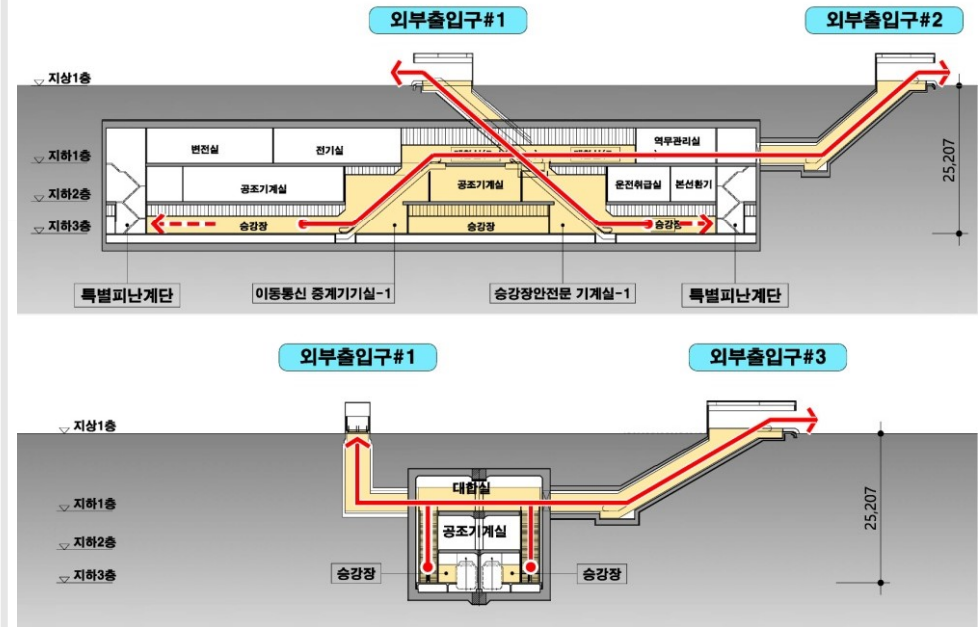 외부출입구#1
외부출입구#2
지상1층
변전실
전기실
역무관리실
지하1층
공조기계실
공조기계실
운전취급실
본선환기
지하2층
승강장
승강장
승강장
지하3층
25,207
특별피난계단
이동통신 중계기기실-1
승강장안전문 기계실-1
특별피난계단
외부출입구#1
외부출입구#3
지상1층
대합실
지하1층
공조기계실
지하2층
지하3층
승강장
승강장
25,207